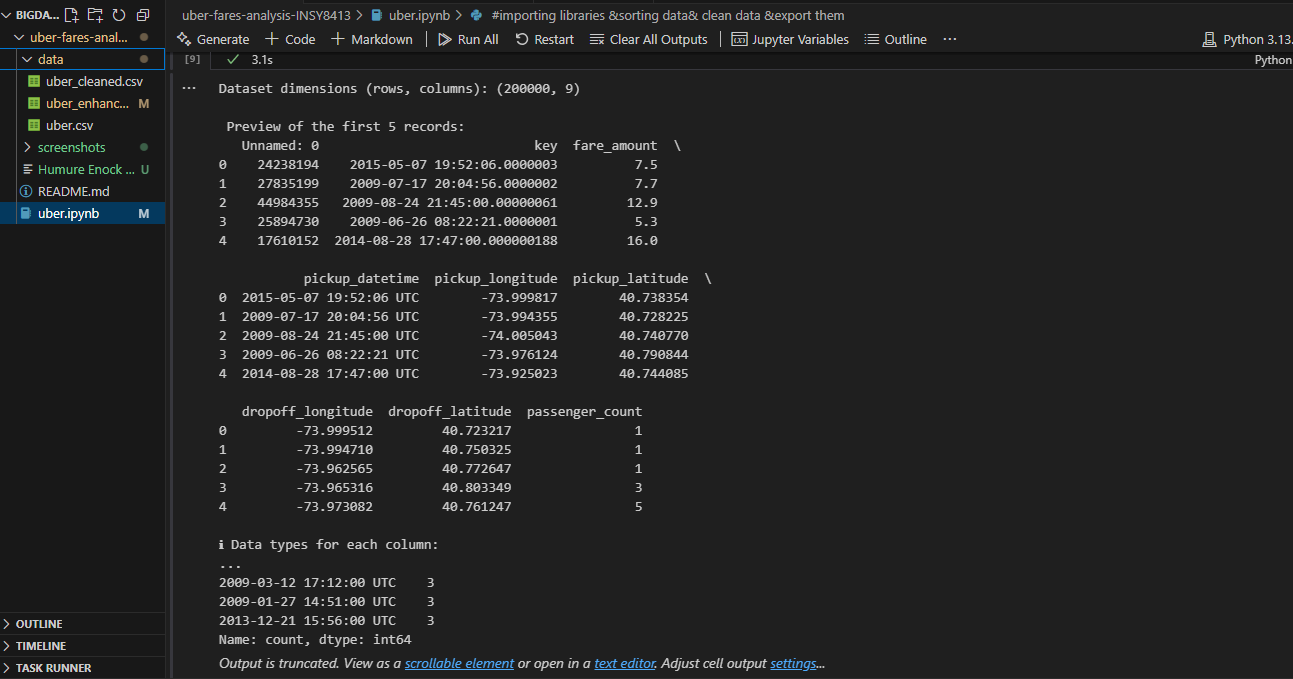 BIGDA...
uber-fares-anal...
data
uber_cleaned.csv
uber_enhanc... M
uber.csv
screenshots
Humure Enock ... U
README.md
uber.ipynb M
OUTLINE
TIMELINE
TASK RUNNER
uber-fares-analysis-INSY8413 > uber.ipynb > #importing libraries &sorting data& clean data &export them
Generate + Code + Markdown | Run All Restart Clear All Outputs | Jupyter Variables Outline ... Python 3.13.
[9] ✓ 3.1s Python
... Dataset dimensions (rows, columns): (200000, 9)
Preview of the first 5 records:
Unnamed: 0 key fare_amount \
0 24238194 2015-05-07 19:52:06.0000003 7.5
1 27835199 2009-07-17 20:04:56.0000002 7.7
2 44984355 2009-08-24 21:45:00.00000061 12.9
3 25894730 2009-06-26 08:22:21.0000001 5.3
4 17610152 2014-08-28 17:47:00.000000188 16.0
pickup_datetime pickup_longitude pickup_latitude \
0 2015-05-07 19:52:06 UTC -73.999817 40.738354
1 2009-07-17 20:04:56 UTC -73.994355 40.728225
2 2009-08-24 21:45:00 UTC -74.005043 40.740770
3 2009-06-26 08:22:21 UTC -73.976124 40.790844
4 2014-08-28 17:47:00 UTC -73.925023 40.744085
dropoff_longitude dropoff_latitude passenger_count
0 -73.999512 40.723217 1
1 -73.994710 40.750325 1
2 -73.962565 40.772647 1
3 -73.965316 40.803349 3
4 -73.973082 40.761247 5
ℹ Data types for each column:
...
2009-03-12 17:12:00 UTC 3
2009-01-27 14:51:00 UTC 3
2013-12-21 15:56:00 UTC 3
Name: count, dtype: int64
Output is truncated. View as a scrollable element or open in a text editor. Adjust cell output settings...